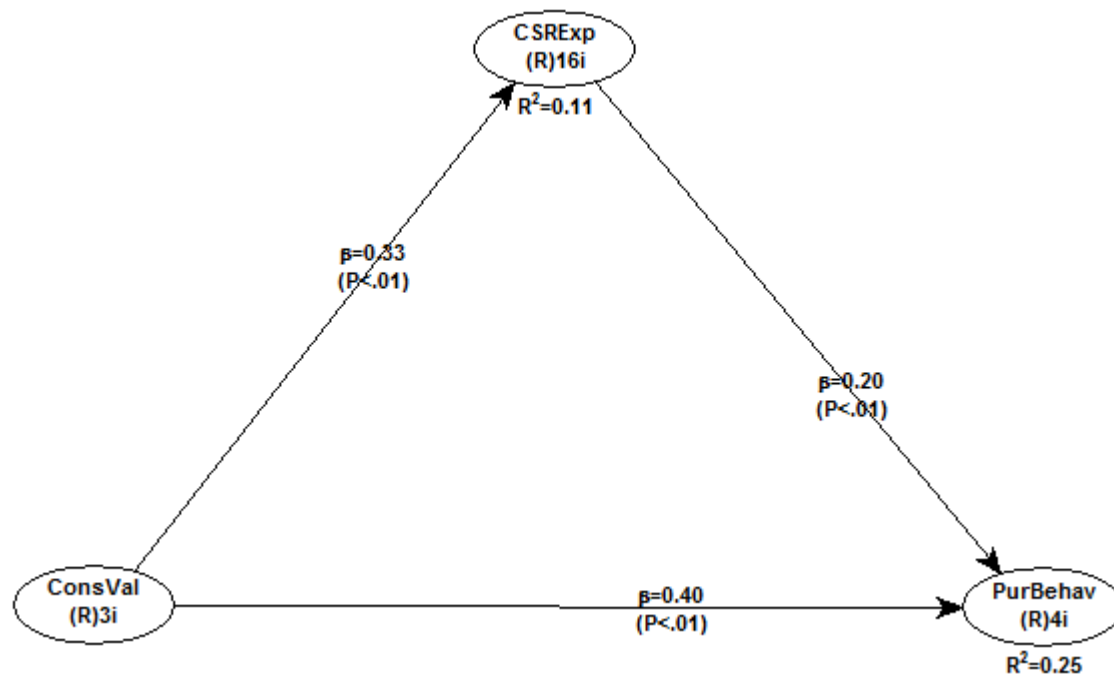 CSRExp
(R)16i
R²=0.11
β=0.33
(P<.01)
β=0.20
(P<.01)
ConsVal
(R)3i
β=0.40
(P<.01)
PurBehav
(R)4i
R²=0.25